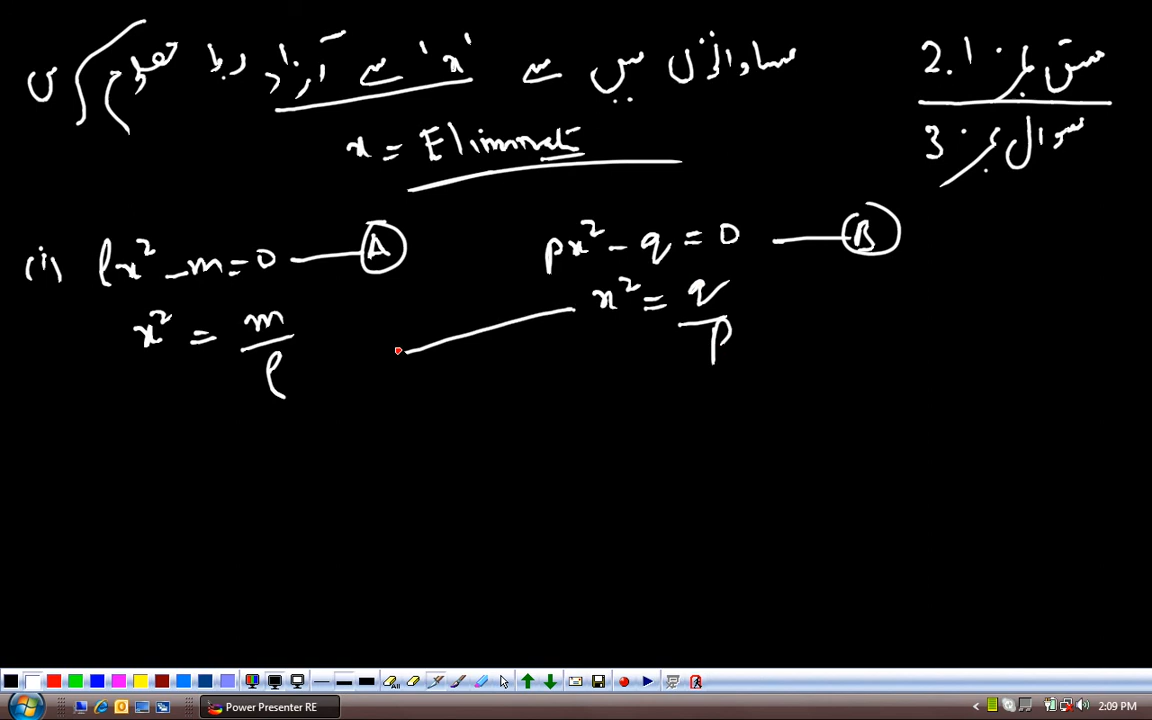 مشق نمبر 2.1
سوال نمبر 3
مساواتوں میں سے 'x' سے آزاد ربط معلوم کریں
x = Eliminate
(i) lx² - m = 0 — A
px² - q = 0 — B
x² = m/l
x² = q/p
Power Presenter RE
2:09 PM